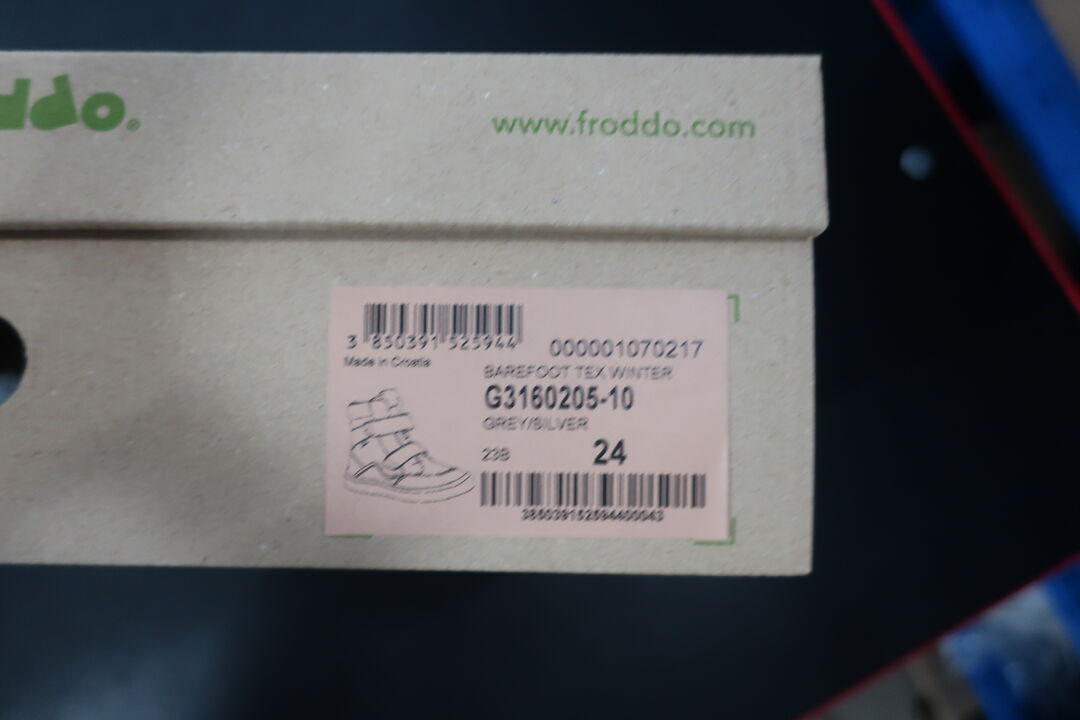 ddo®
www.froddo.com
3 850391 525944
000001070217
Made in Croatia
BAREFOOT TEX WINTER
G3160205-10
GREY/SILVER
23B
24
385039152594400043